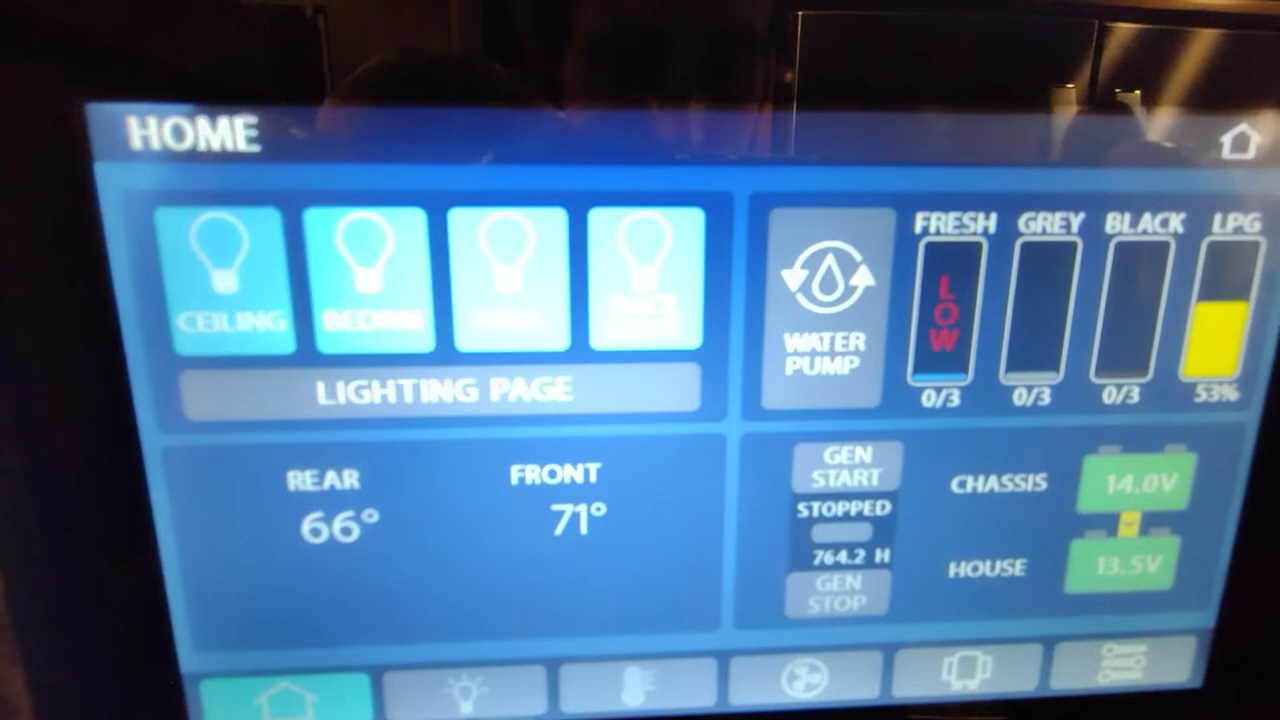 HOME
CEILING
BEDRM
LIGHTING PAGE
REAR
66°
FRONT
71°
WATER
PUMP
FRESH GREY BLACK LPG
LOW
0/3 0/3 0/3 53%
GEN
START
STOPPED
764.2 H
GEN
STOP
CHASSIS 14.0V
HOUSE 13.5V